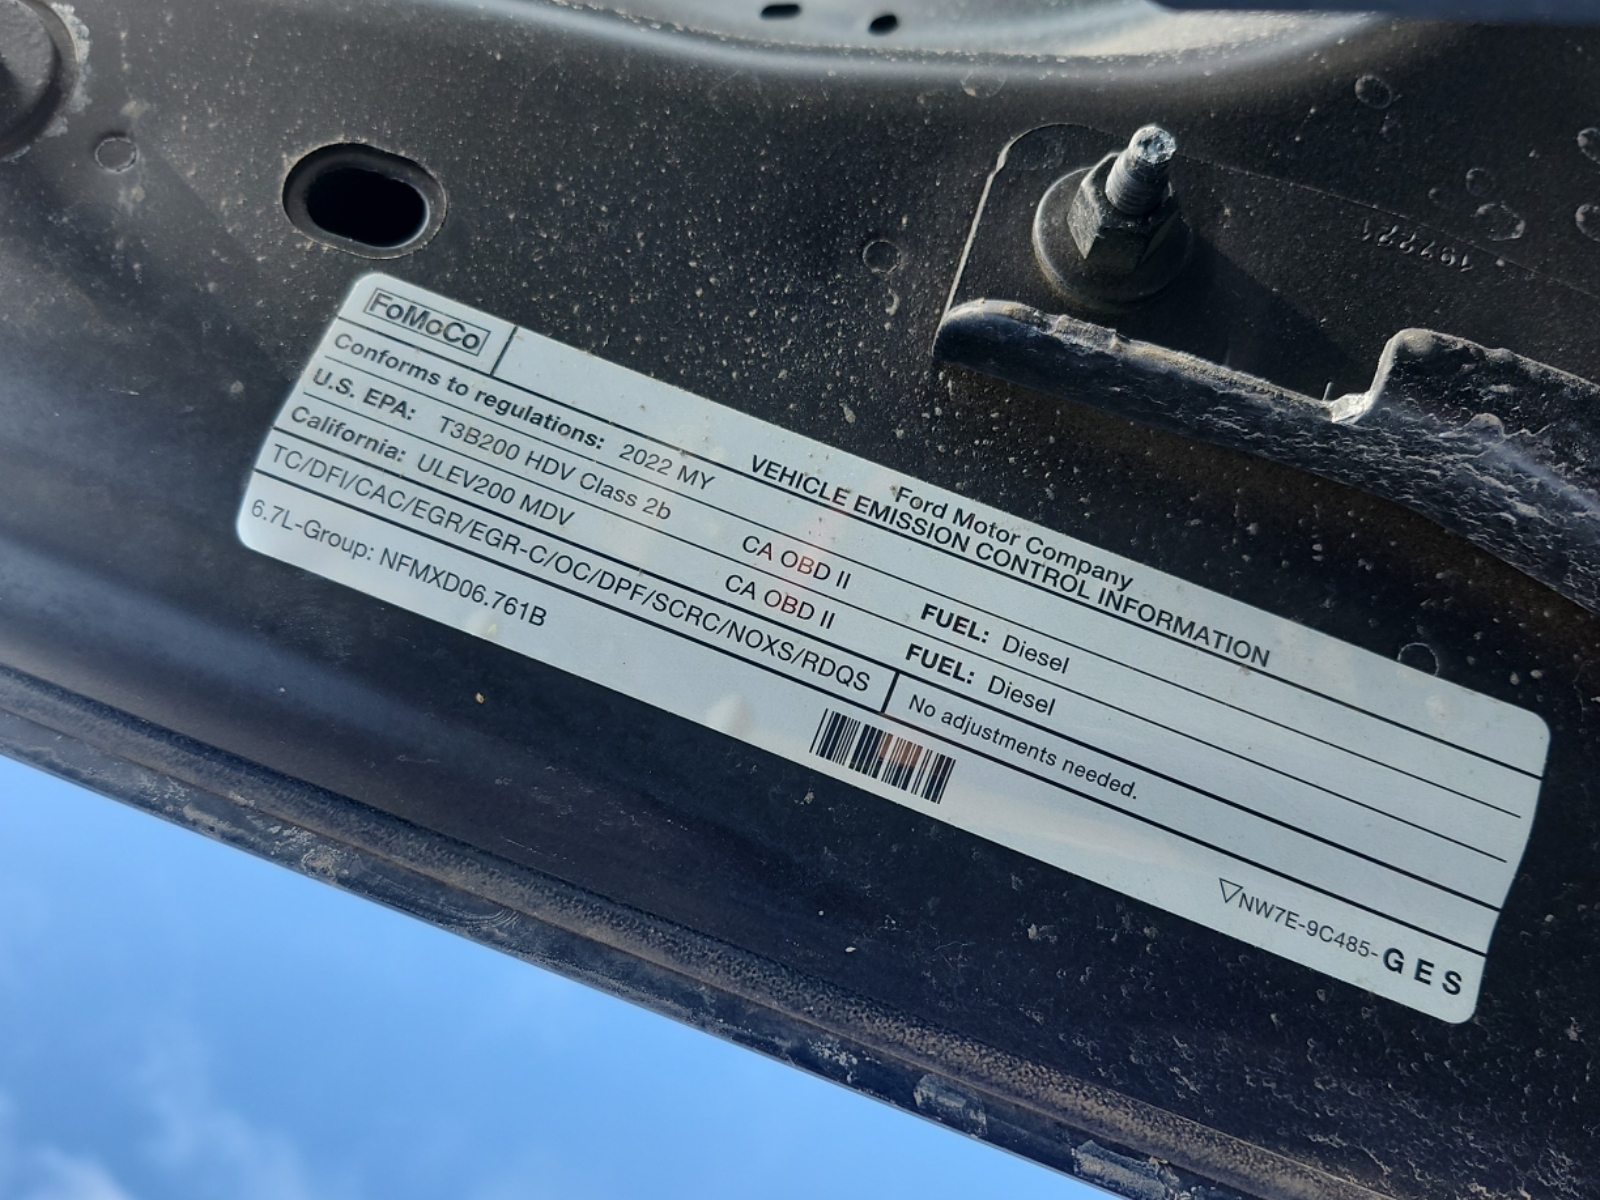 FoMoCo
Ford Motor Company
VEHICLE EMISSION CONTROL INFORMATION
Conforms to regulations: 2022 MY
U.S. EPA: T3B200 HDV Class 2b CA OBD II FUEL: Diesel
California: ULEV200 MDV CA OBD II FUEL: Diesel
TC/DFI/CAC/EGR/EGR-C/OC/DPF/SCRC/NOXS/RDQS No adjustments needed.
6.7L-Group: NFMXD06.761B
▽NW7E-9C485-GES